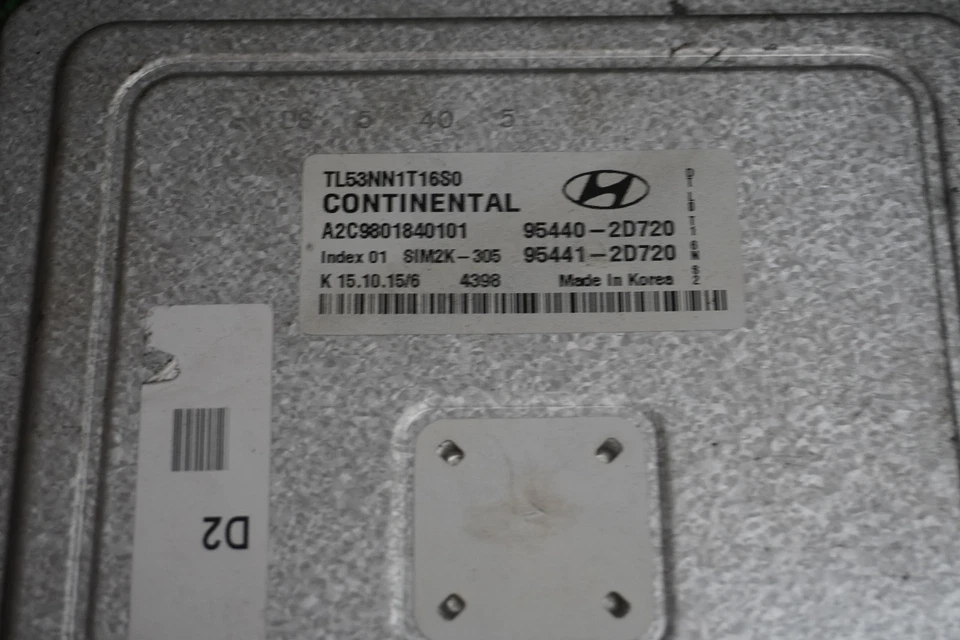 5 40 5
TL53NN1T16S0
CONTINENTAL
A2C9801840101 95440-2D720
Index 01 SIM2K-305 95441-2D720
K 15.10.15/6 4398 Made In Korea
D2